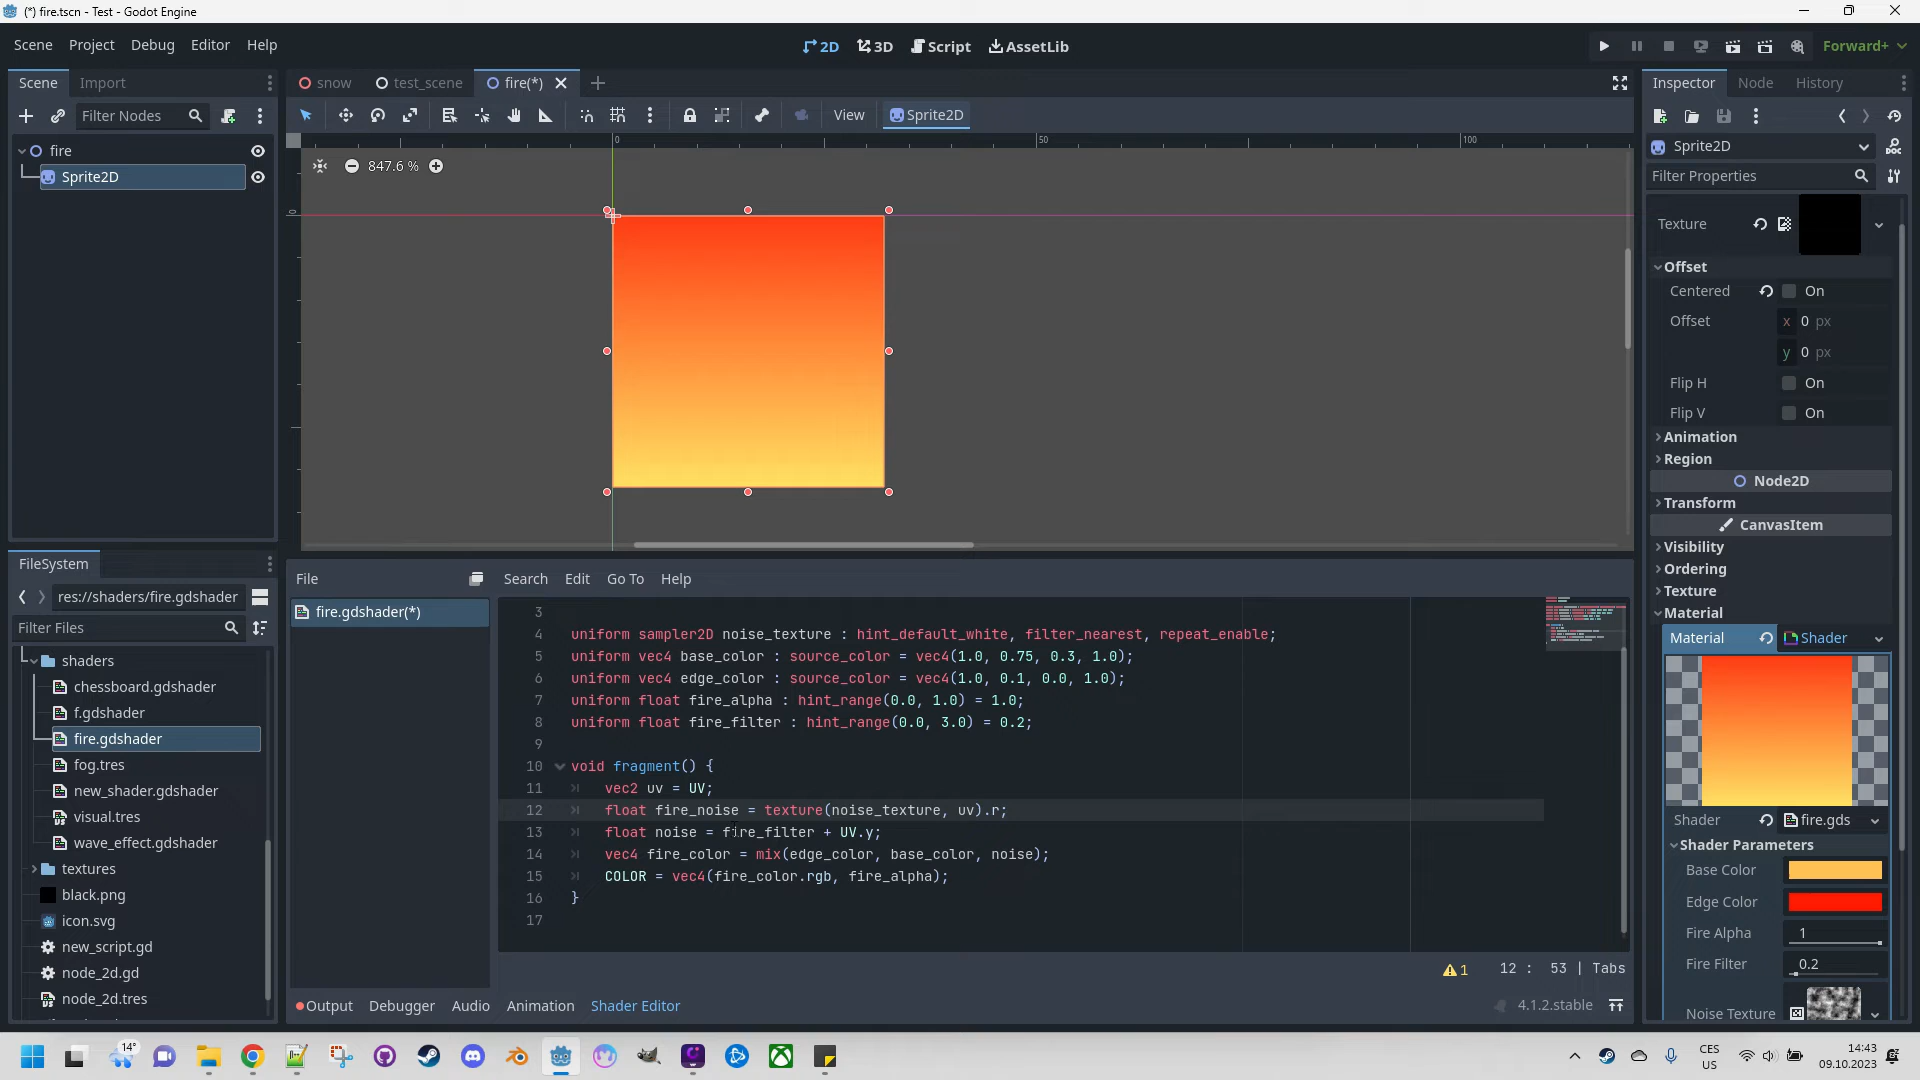 (*) fire.tscn - Test - Godot Engine
Scene Project Debug Editor Help
2D 3D Script AssetLib
Forward+
Scene Import
snow test_scene fire(*)
Inspector Node History
Filter Nodes
View Sprite2D
fire
Sprite2D
0 50 100
847.6 %
0
Sprite2D
Filter Properties
Texture
Offset
Centered On
Offset x 0 px
y 0 px
Flip H On
Flip V On
Animation
Region
Node2D
Transform
CanvasItem
Visibility
Ordering
Texture
Material
Material Shader
Shader fire.gds
Shader Parameters
Base Color
Edge Color
Fire Alpha 1
Fire Filter 0.2
Noise Texture
FileSystem
res://shaders/fire.gdshader
Filter Files
shaders
chessboard.gdshader
f.gdshader
fire.gdshader
fog.tres
new_shader.gdshader
visual.tres
wave_effect.gdshader
textures
black.png
icon.svg
new_script.gd
node_2d.gd
node_2d.tres
File
Search Edit Go To Help
fire.gdshader(*)
3
4 uniform sampler2D noise_texture : hint_default_white, filter_nearest, repeat_enable;
5 uniform vec4 base_color : source_color = vec4(1.0, 0.75, 0.3, 1.0);
6 uniform vec4 edge_color : source_color = vec4(1.0, 0.1, 0.0, 1.0);
7 uniform float fire_alpha : hint_range(0.0, 1.0) = 1.0;
8 uniform float fire_filter : hint_range(0.0, 3.0) = 0.2;
9
10 void fragment() {
11 vec2 uv = UV;
12 float fire_noise = texture(noise_texture, uv).r;
13 float noise = fire_filter + UV.y;
14 vec4 fire_color = mix(edge_color, base_color, noise);
15 COLOR = vec4(fire_color.rgb, fire_alpha);
16 }
17
1 12 : 53 | Tabs
Output Debugger Audio Animation Shader Editor
4.1.2.stable
14°
CES
US
14:43
09.10.2023